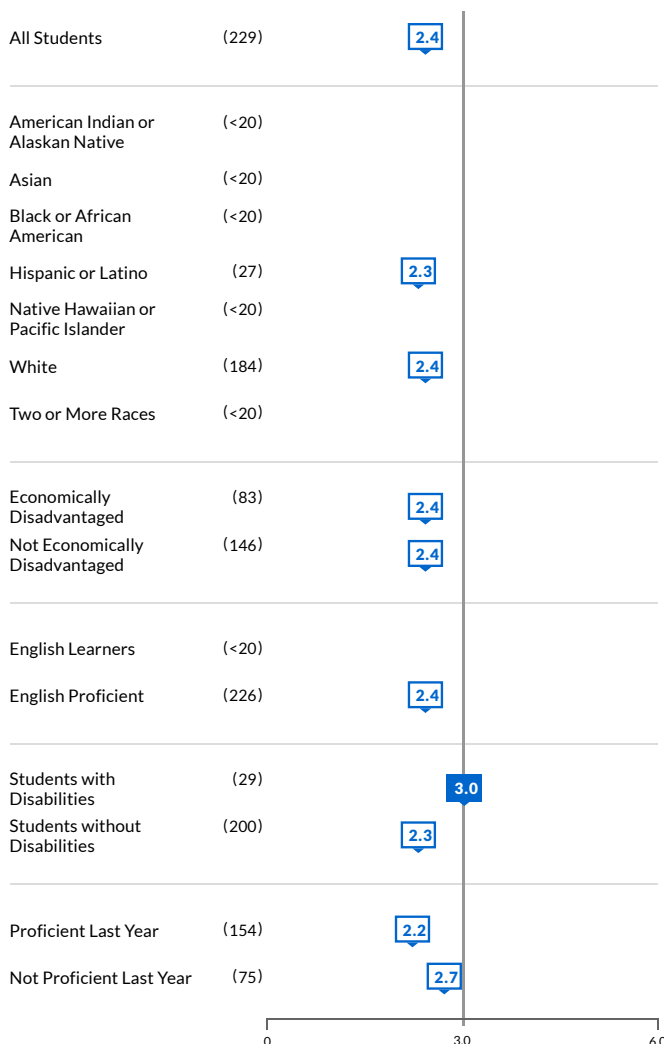 All Students (229) 2.4
American Indian or (<20)
Alaskan Native
Asian (<20)
Black or African (<20)
American
Hispanic or Latino (27) 2.3
Native Hawaiian or (<20)
Pacific Islander
White (184) 2.4
Two or More Races (<20)
Economically (83) 2.4
Disadvantaged
Not Economically (146) 2.4
Disadvantaged
English Learners (<20)
English Proficient (226) 2.4
Students with (29) 3.0
Disabilities
Students without (200) 2.3
Disabilities
Proficient Last Year (154) 2.2
Not Proficient Last Year (75) 2.7
0 3.0 6.0